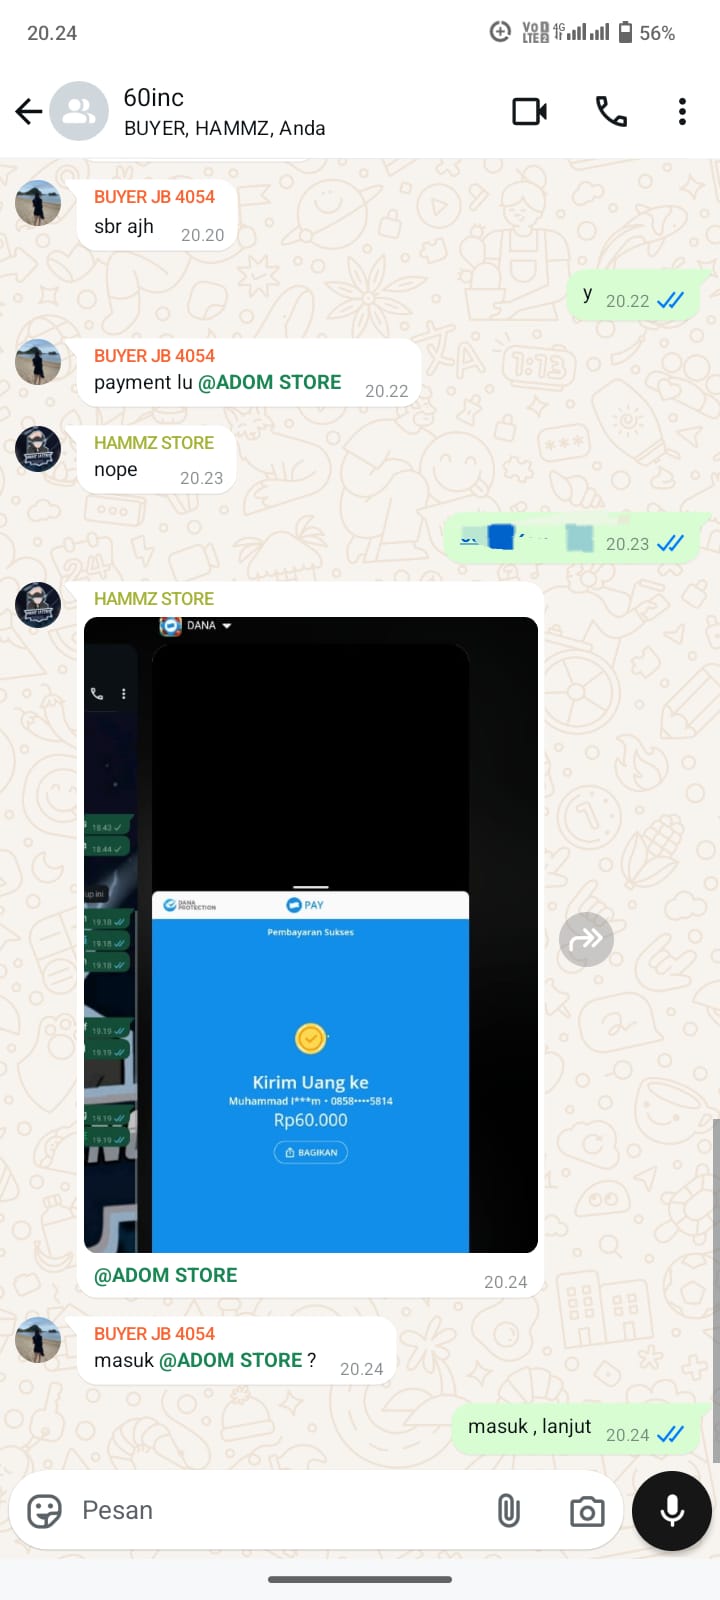 20.24
VoD LTE2 4G 56%
60inc
BUYER, HAMMZ, Anda
BUYER JB 4054
sbr ajh 20.20
y 20.22
BUYER JB 4054
payment lu @ADOM STORE 20.22
HAMMZ STORE
nope 20.23
20.23
HAMMZ STORE
DANA
18.43
18.44
up ini
19.18
19.18
19.18
19.19
19.19
19.19
19.19
DANA PROTECTION
PAY
Pembayaran Sukses
Kirim Uang ke
Muhammad I***m • 0858••••5814
Rp60.000
BAGIKAN
@ADOM STORE 20.24
BUYER JB 4054
masuk @ADOM STORE ? 20.24
masuk , lanjut 20.24
Pesan